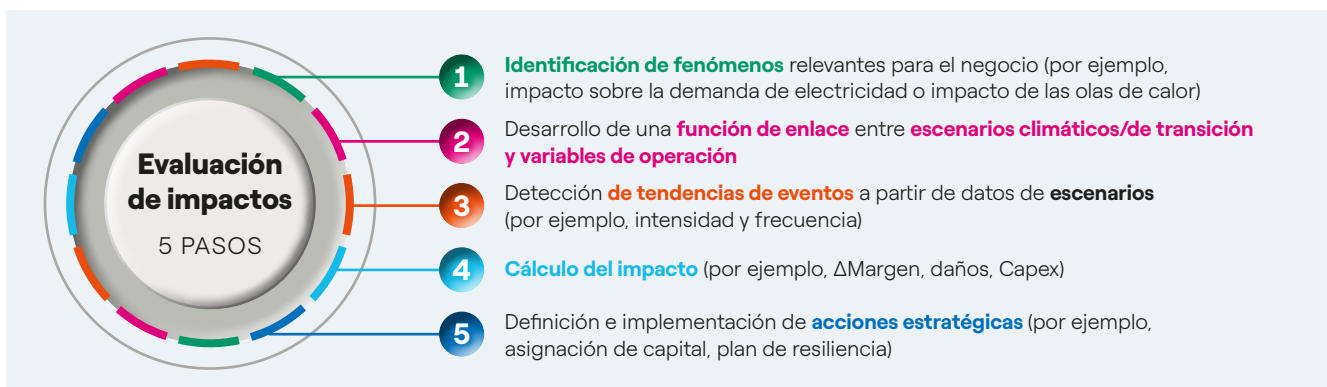 Evaluación
de impactos
5 PASOS
1
Identificación de fenómenos relevantes para el negocio (por ejemplo,
impacto sobre la demanda de electricidad o impacto de las olas de calor)
2
Desarrollo de una función de enlace entre escenarios climáticos/de transición
y variables de operación
3
Detección de tendencias de eventos a partir de datos de escenarios
(por ejemplo, intensidad y frecuencia)
4
Cálculo del impacto (por ejemplo, ΔMargen, daños, Capex)
5
Definición e implementación de acciones estratégicas (por ejemplo,
asignación de capital, plan de resiliencia)